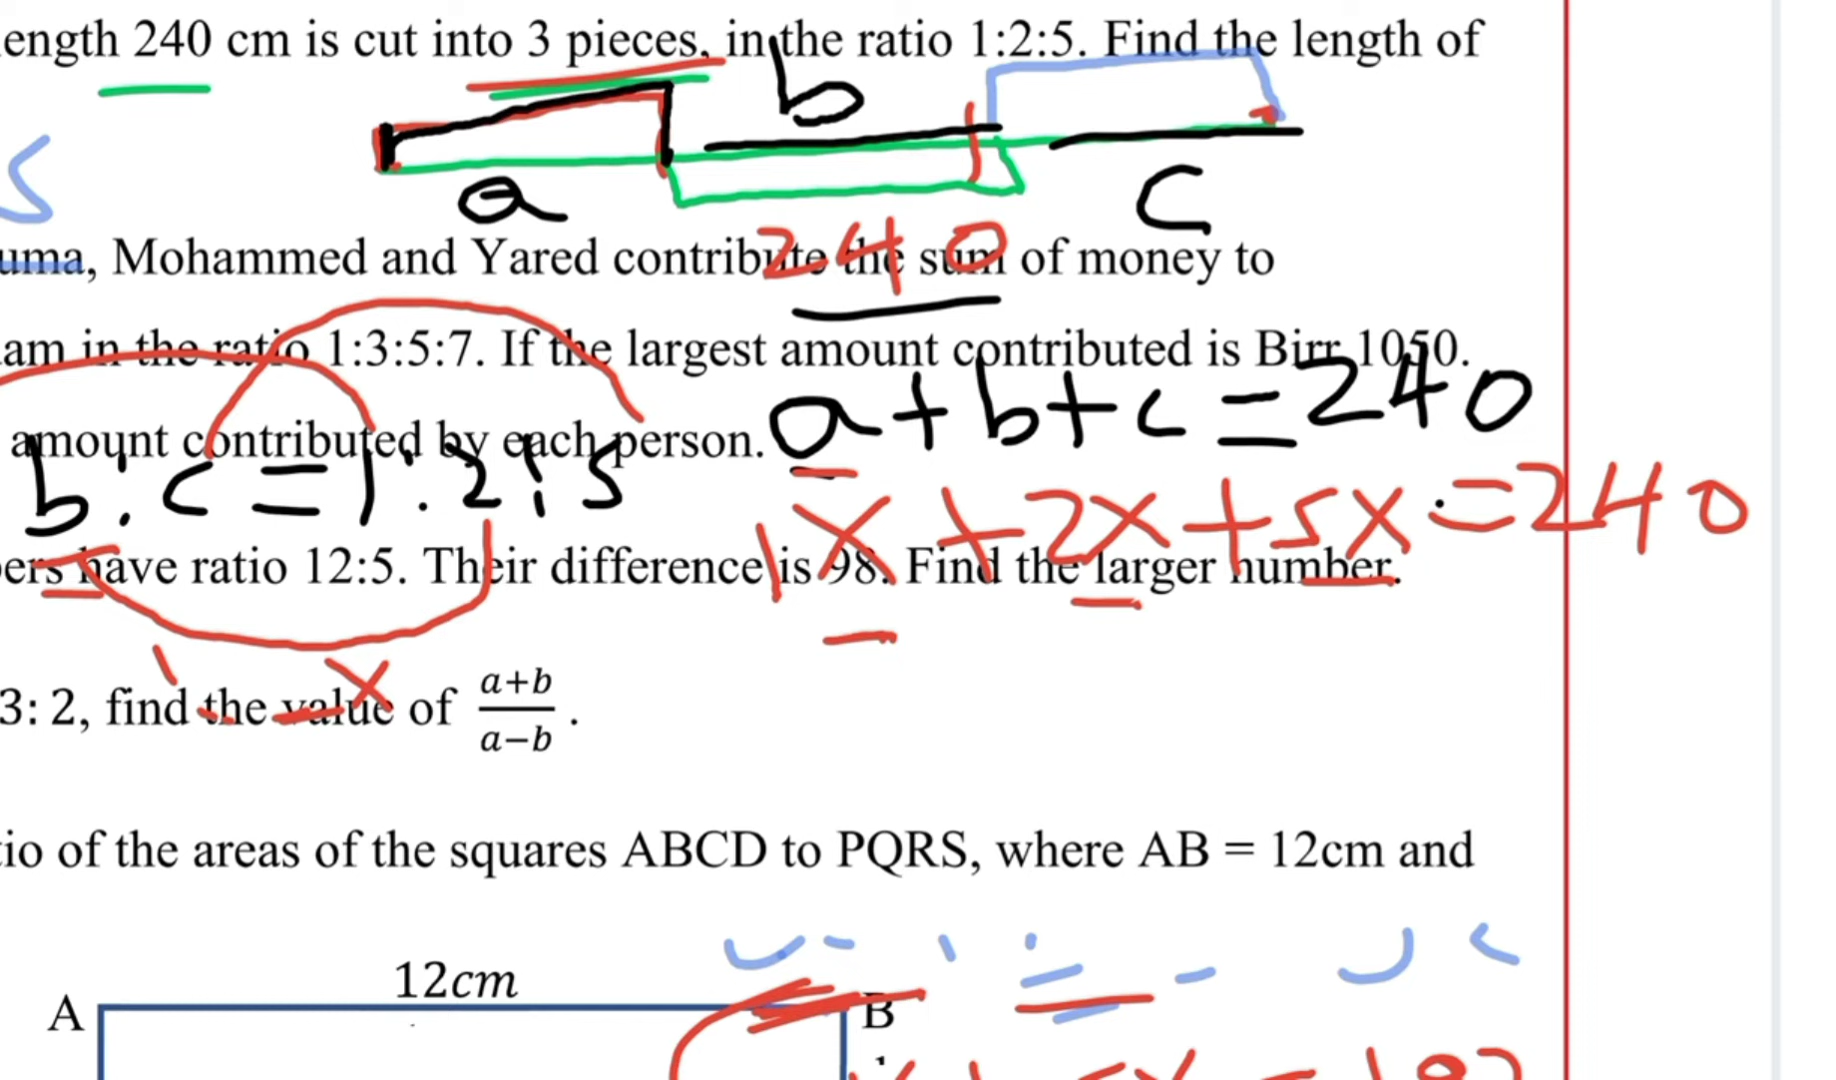 ength 240 cm is cut into 3 pieces, in the ratio 1:2:5. Find the length of
b
a
c
5
240
uma, Mohammed and Yared contribute the sum of money to
am in the ratio 1:3:5:7. If the largest amount contributed is Birr 1050.
a+b+c=240
amount contributed by each person.
b:c=1:2:5
1x+2x+5x=240
ers have ratio 12:5. Their difference is 98. Find the larger number.
x
3: 2, find the value of a+b/a−b .
io of the areas of the squares ABCD to PQRS, where AB = 12cm and
12cm
A
B